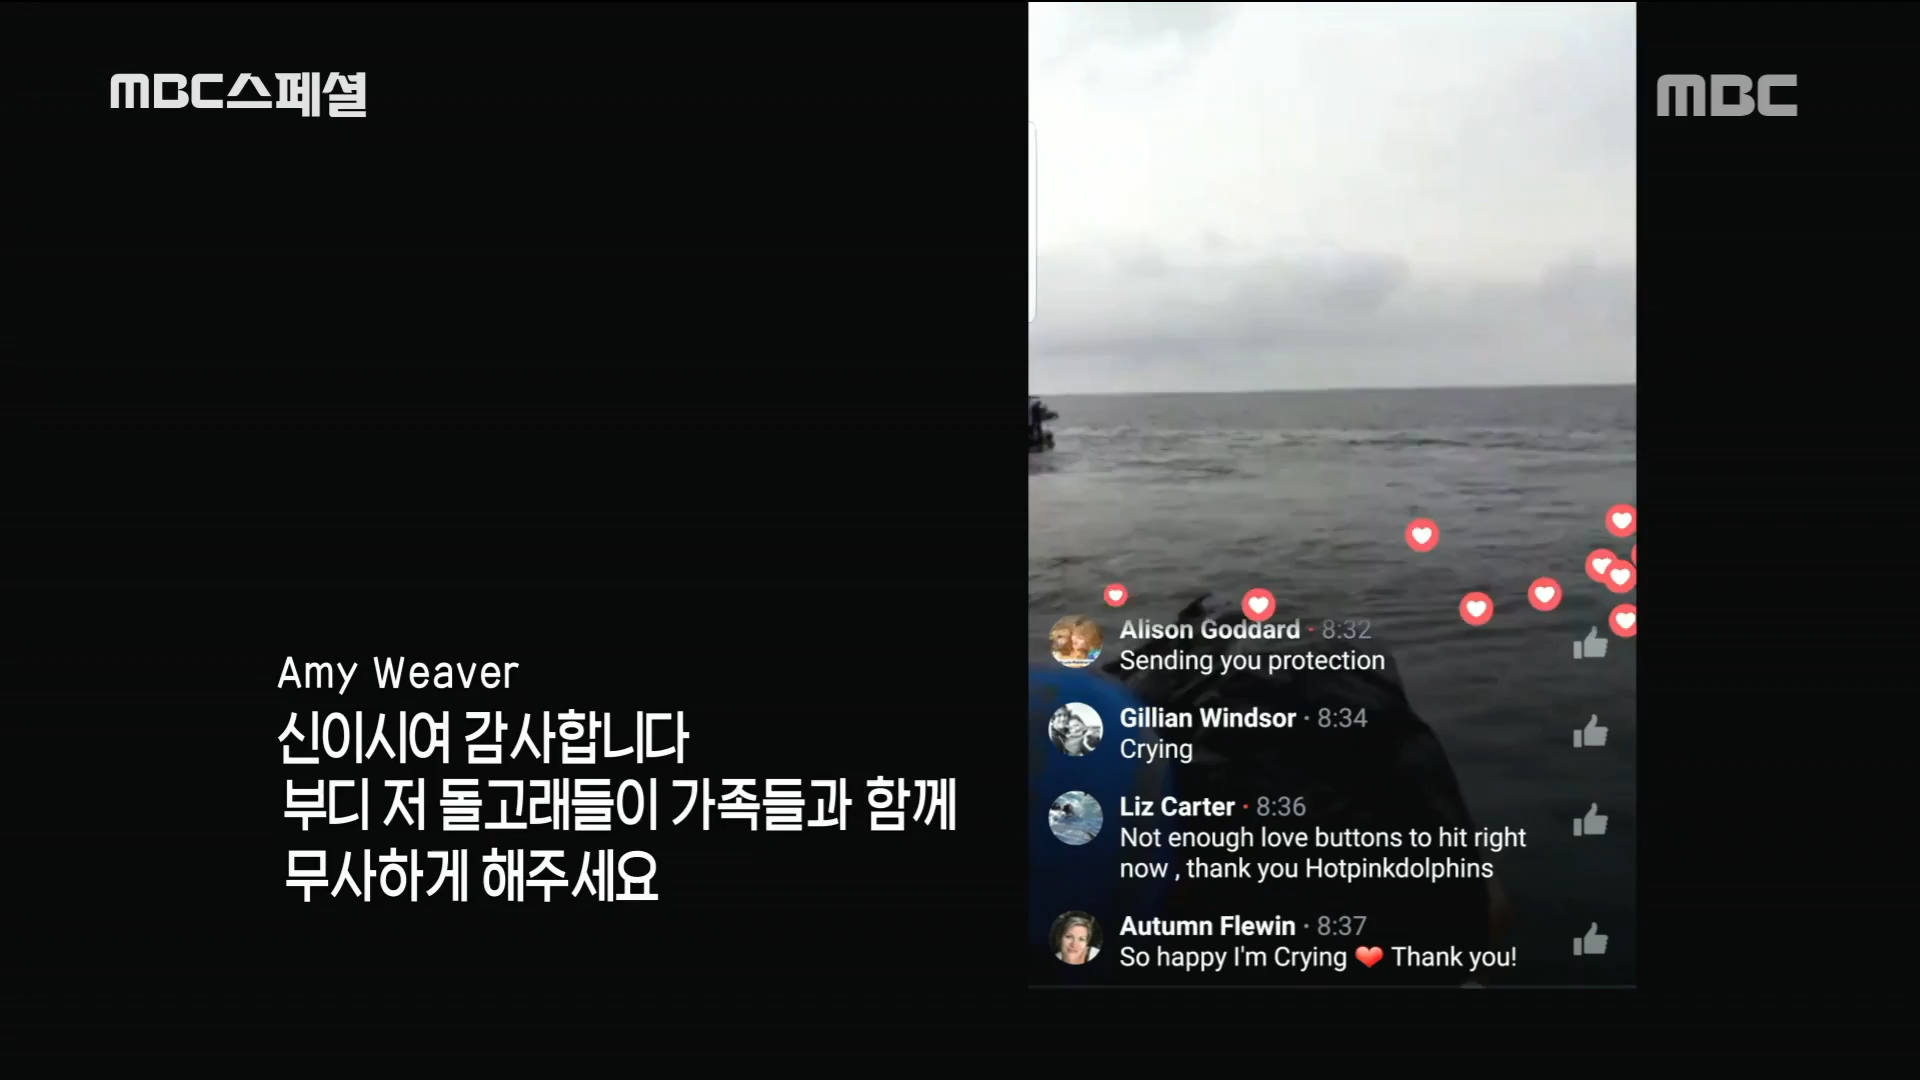 MBC스페셜
MBC
Amy Weaver
신이시여 감사합니다
부디 저 돌고래들이 가족들과 함께
무사하게 해주세요
Alison Goddard · 8:32
Sending you protection
Gillian Windsor · 8:34
Crying
Liz Carter · 8:36
Not enough love buttons to hit right
now , thank you Hotpinkdolphins
Autumn Flewin · 8:37
So happy I'm Crying ❤ Thank you!